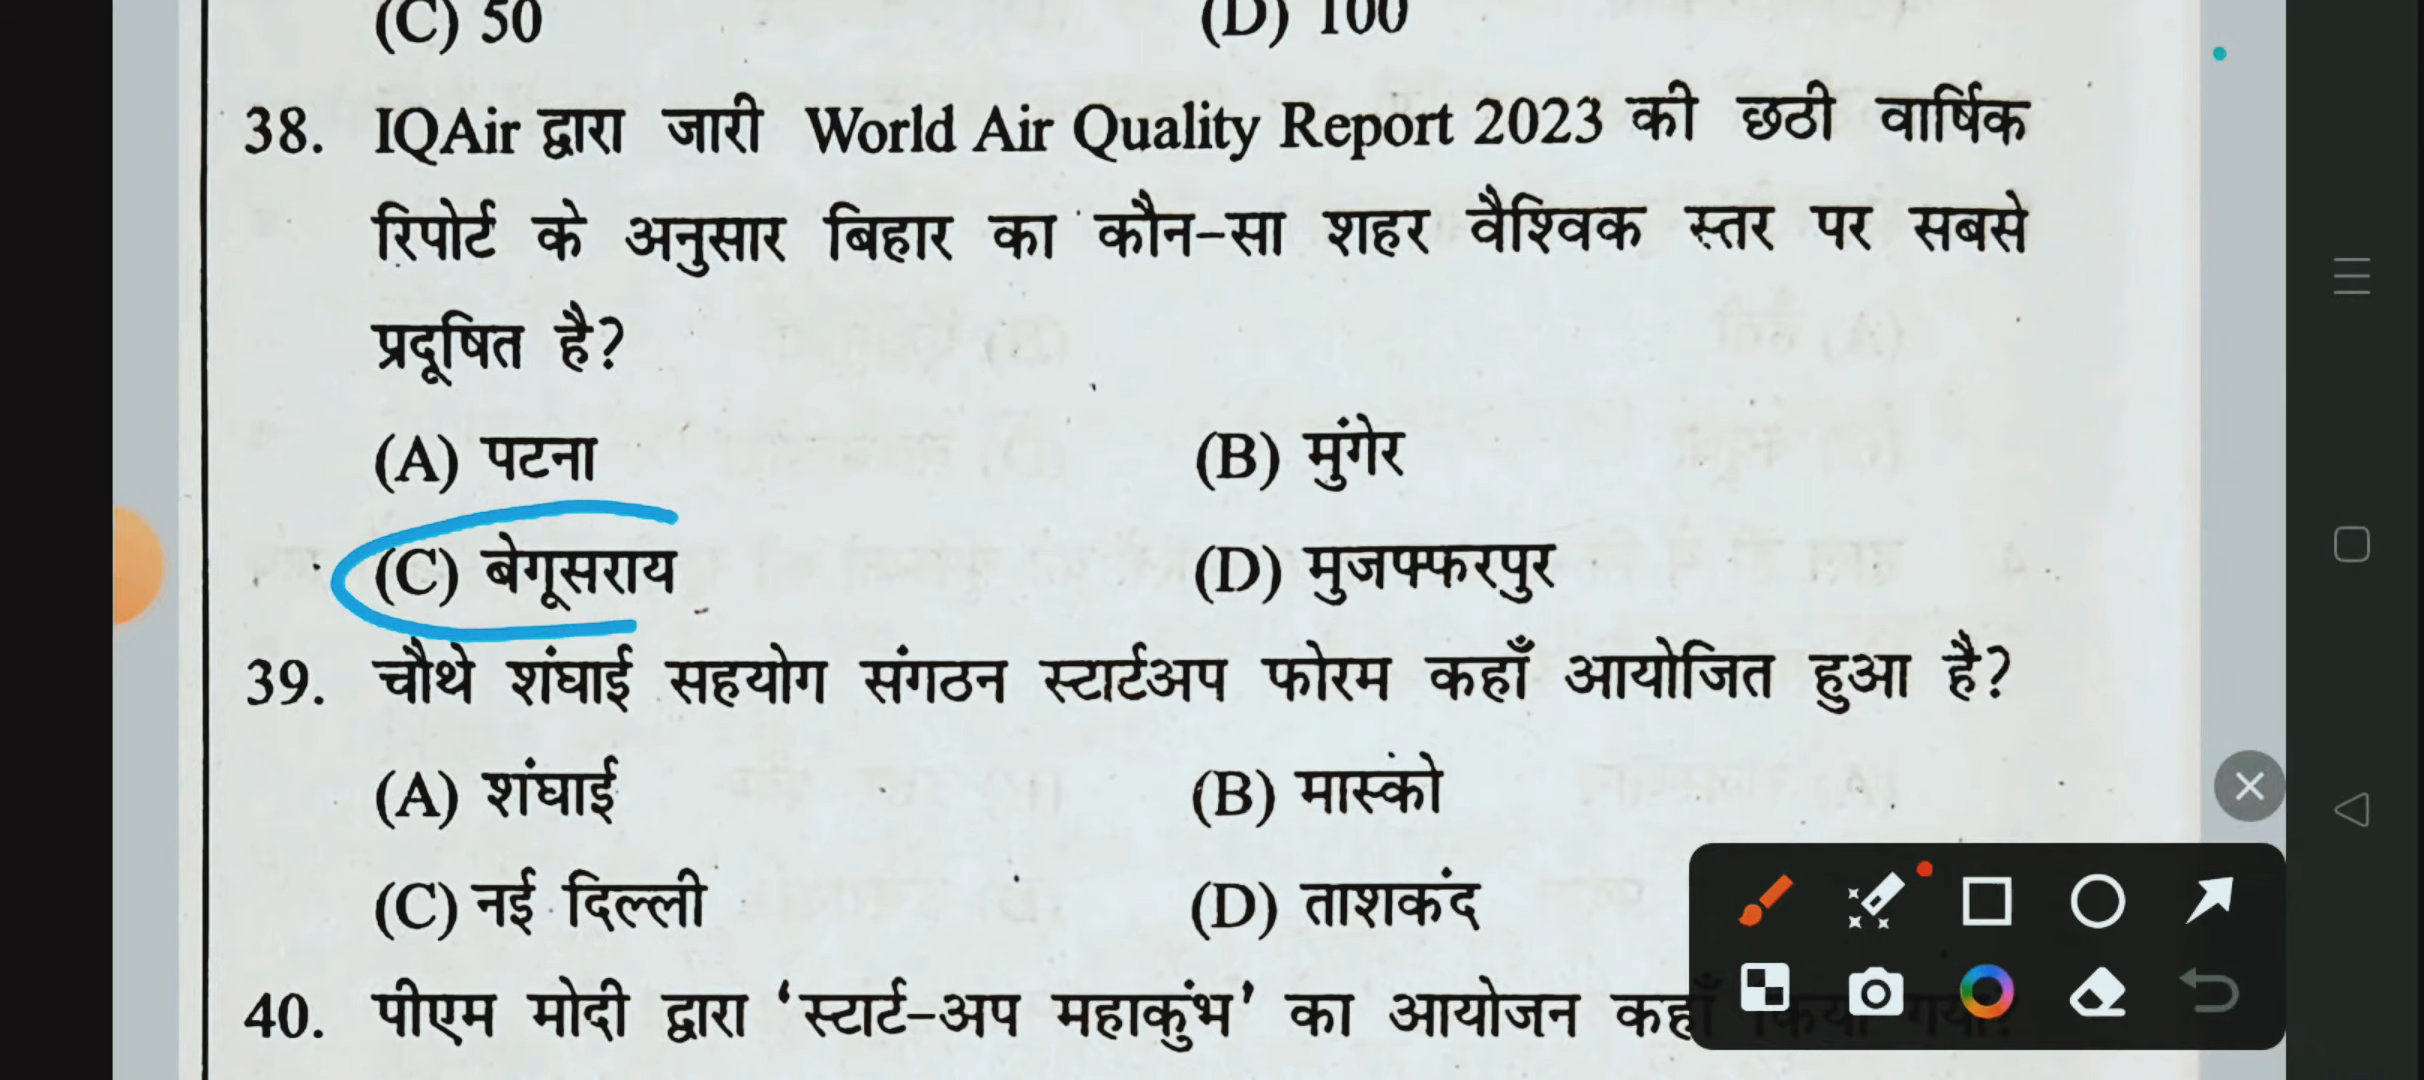 (C) 50 (D) 100
38. IQAir द्वारा जारी World Air Quality Report 2023 की छठी वार्षिक
रिपोर्ट के अनुसार बिहार का कौन-सा शहर वैश्विक स्तर पर सबसे
प्रदूषित है?
(A) पटना (B) मुंगेर
(C) बेगूसराय (D) मुजफ्फरपुर
39. चौथे शंघाई सहयोग संगठन स्टार्टअप फोरम कहाँ आयोजित हुआ है?
(A) शंघाई (B) मास्को
(C) नई दिल्ली (D) ताशकंद
40. पीएम मोदी द्वारा 'स्टार्ट-अप महाकुंभ' का आयोजन कहाँ किया गया?